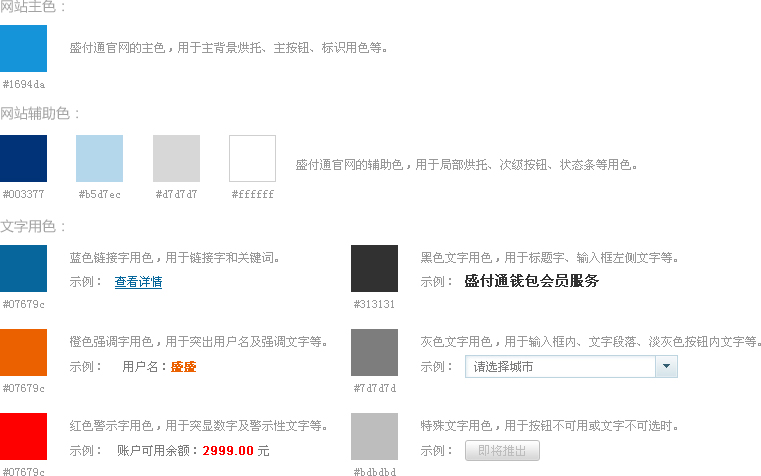 网站主色：
盛付通官网的主色，用于主背景烘托、主按钮、标识用色等。
#1694da
网站辅助色：
盛付通官网的辅助色，用于局部烘托、次级按钮、状态条等用色。
#003377 #b5d7ec #d7d7d7 #ffffff
文字用色：
蓝色链接字用色，用于链接字和关键词。
示例： 查看详情
#07679c
黑色文字用色，用于标题字、输入框左侧文字等。
示例： 盛付通钱包会员服务
#313131
橙色强调字用色，用于突出用户名及强调文字等。
示例： 用户名：盛盛
#07679c
灰色文字用色，用于输入框内、文字段落、淡灰色按钮内文字等。
示例： 请选择城市
#7d7d7d
红色警示字用色，用于突显数字及警示性文字等。
示例： 账户可用余额：2999.00 元
#07679c
特殊文字用色，用于按钮不可用或文字不可选时。
示例： 即将推出
#bdbdbd